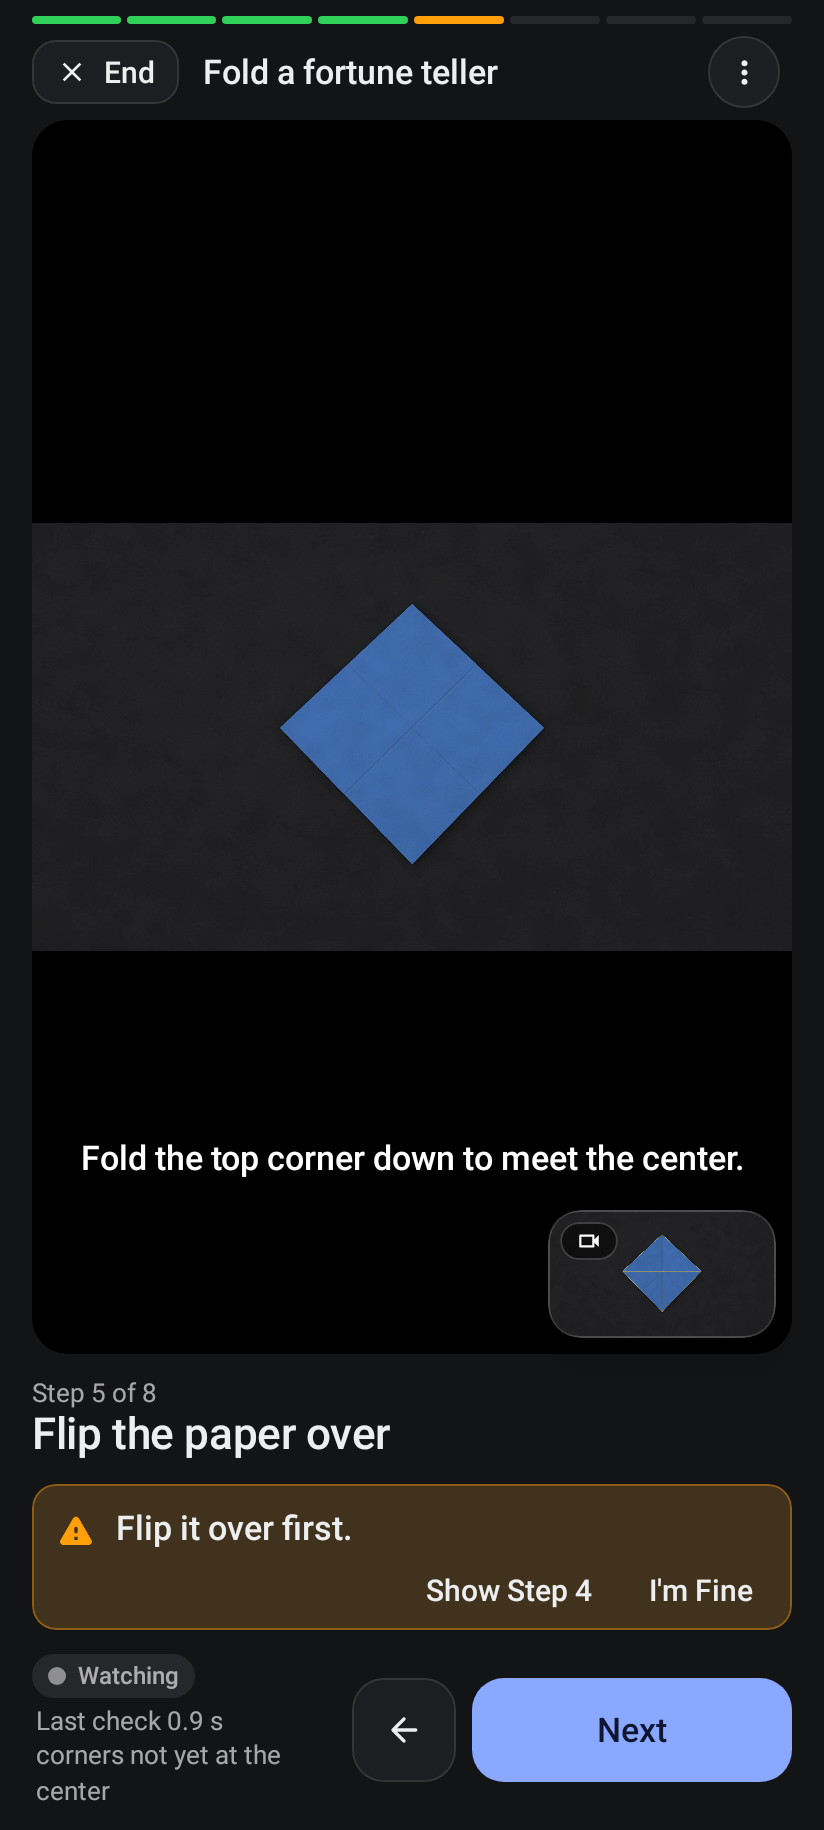 End
Fold a fortune teller
Fold the top corner down to meet the center.
Step 5 of 8
Flip the paper over
Flip it over first.
Show Step 4
I'm Fine
Watching
Last check 0.9 s
corners not yet at the
center
Next